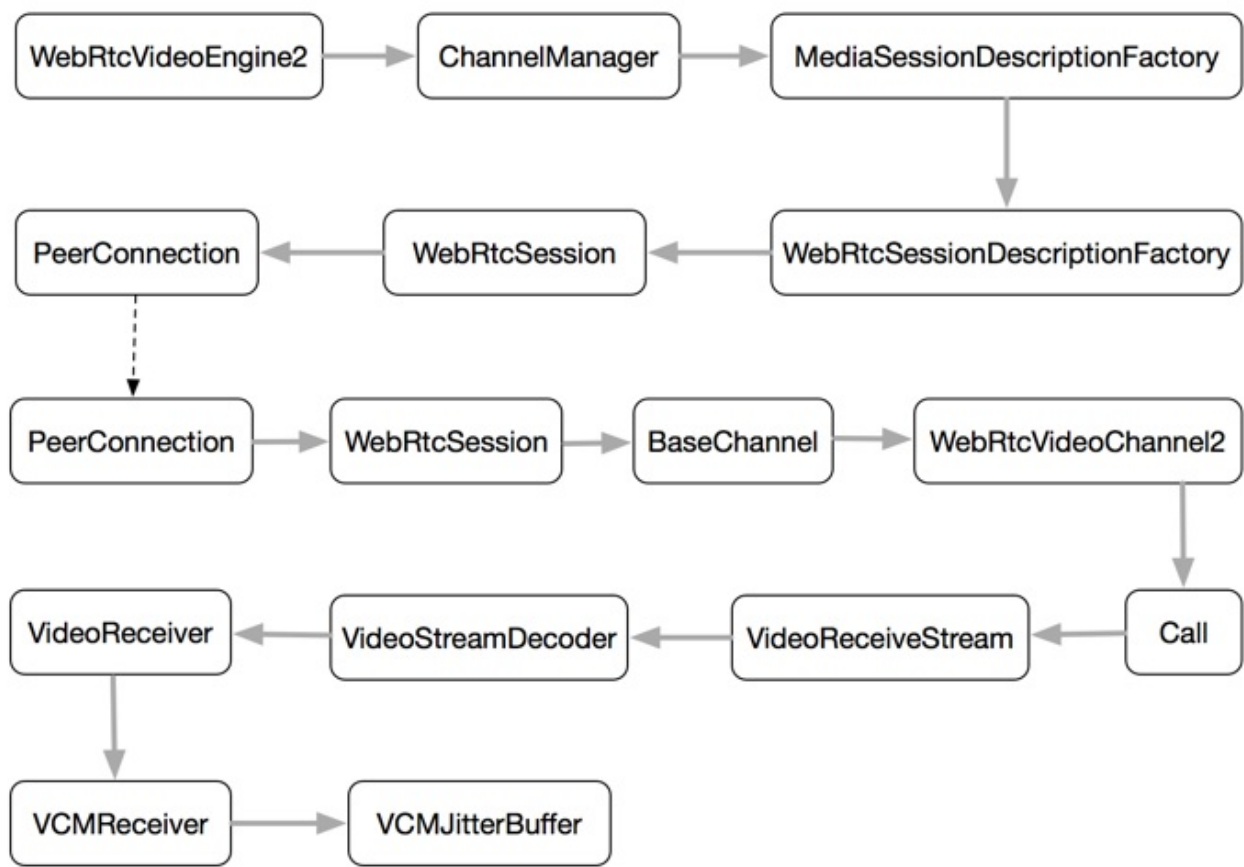 WebRtcVideoEngine2
ChannelManager
MediaSessionDescriptionFactory
PeerConnection
WebRtcSession
WebRtcSessionDescriptionFactory
PeerConnection
WebRtcSession
BaseChannel
WebRtcVideoChannel2
VideoReceiver
VideoStreamDecoder
VideoReceiveStream
Call
VCMReceiver
VCMJitterBuffer